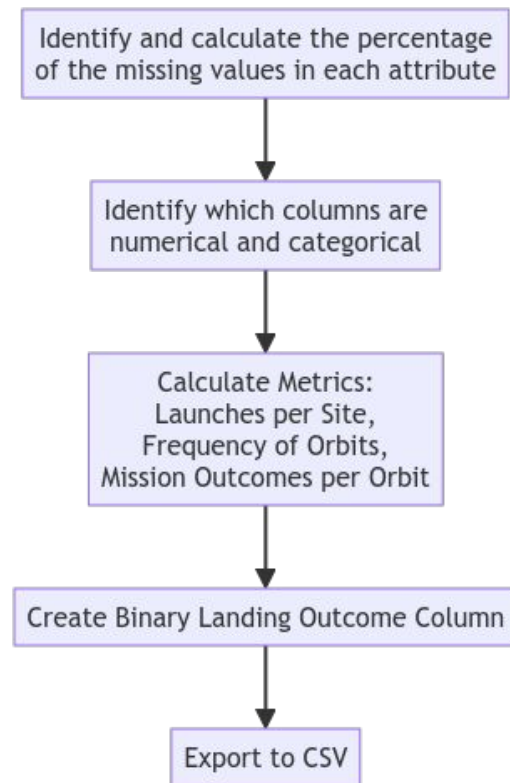 Identify and calculate the percentage
of the missing values in each attribute
Identify which columns are
numerical and categorical
Calculate Metrics:
Launches per Site,
Frequency of Orbits,
Mission Outcomes per Orbit
Create Binary Landing Outcome Column
Export to CSV